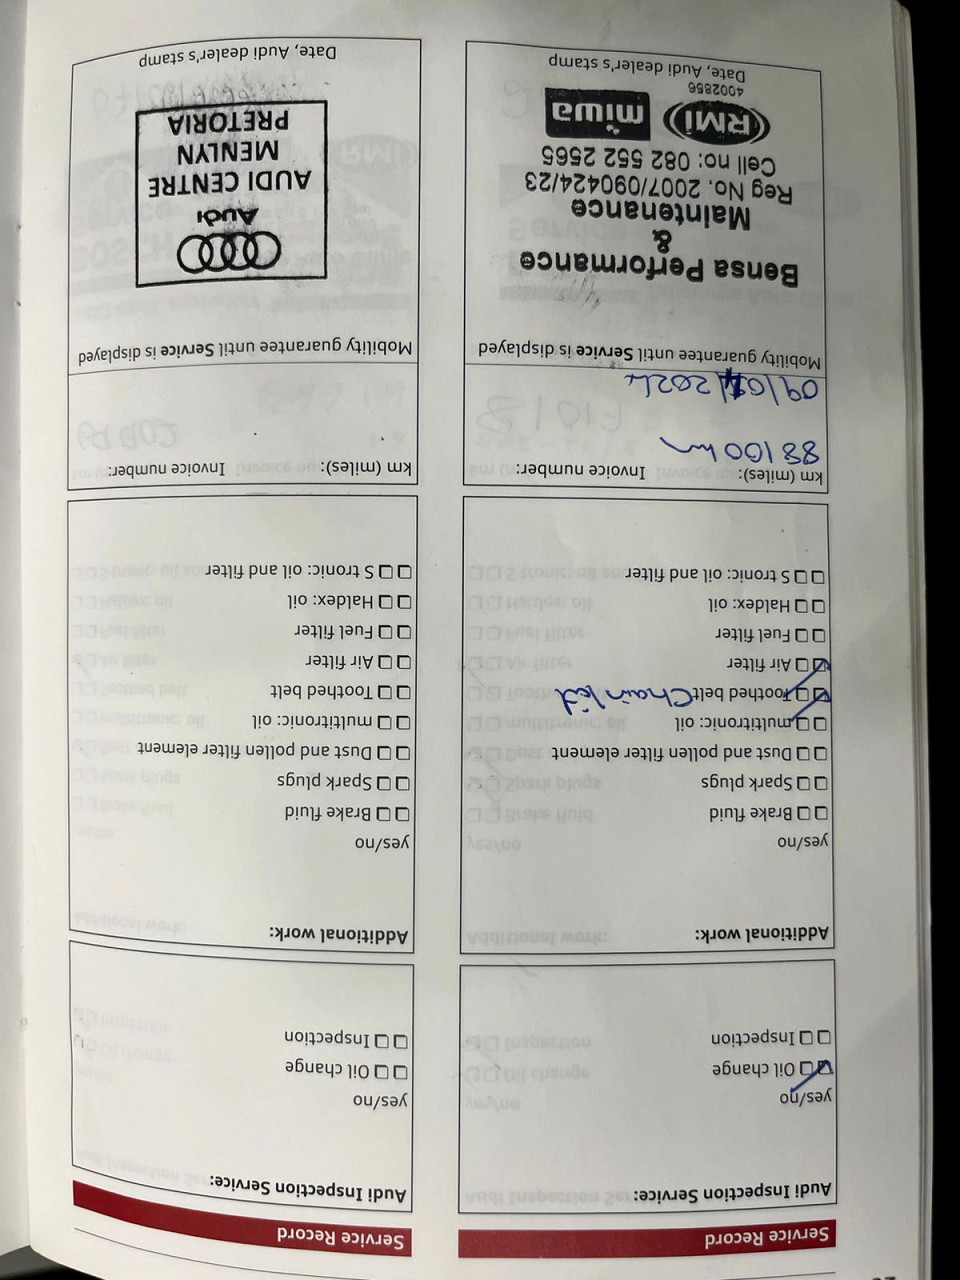 Service Record
Audi Inspection Service:
yes/no
Oil change
Inspection
Additional work:
yes/no
Brake fluid
Spark plugs
Dust and pollen filter element
multitronic: oil
Toothed belt Chain kit
Air filter
Fuel filter
Haldex: oil
S tronic: oil and filter
km (miles): Invoice number:
88100km
Mobility guarantee until Service is displayed
Bensa Performance
&
Maintenance
Reg No. 2007/090424/23
Cell no: 082 552 2565
RMI miwa
4002856
Date, Audi dealer's stamp
Service Record
Audi Inspection Service:
yes/no
Oil change
Inspection
Additional work:
yes/no
Brake fluid
Spark plugs
Dust and pollen filter element
multitronic: oil
Toothed belt
Air filter
Fuel filter
Haldex: oil
S tronic: oil and filter
km (miles): Invoice number:
Mobility guarantee until Service is displayed
Audi
AUDI CENTRE
MENLYN
PRETORIA
Date, Audi dealer's stamp